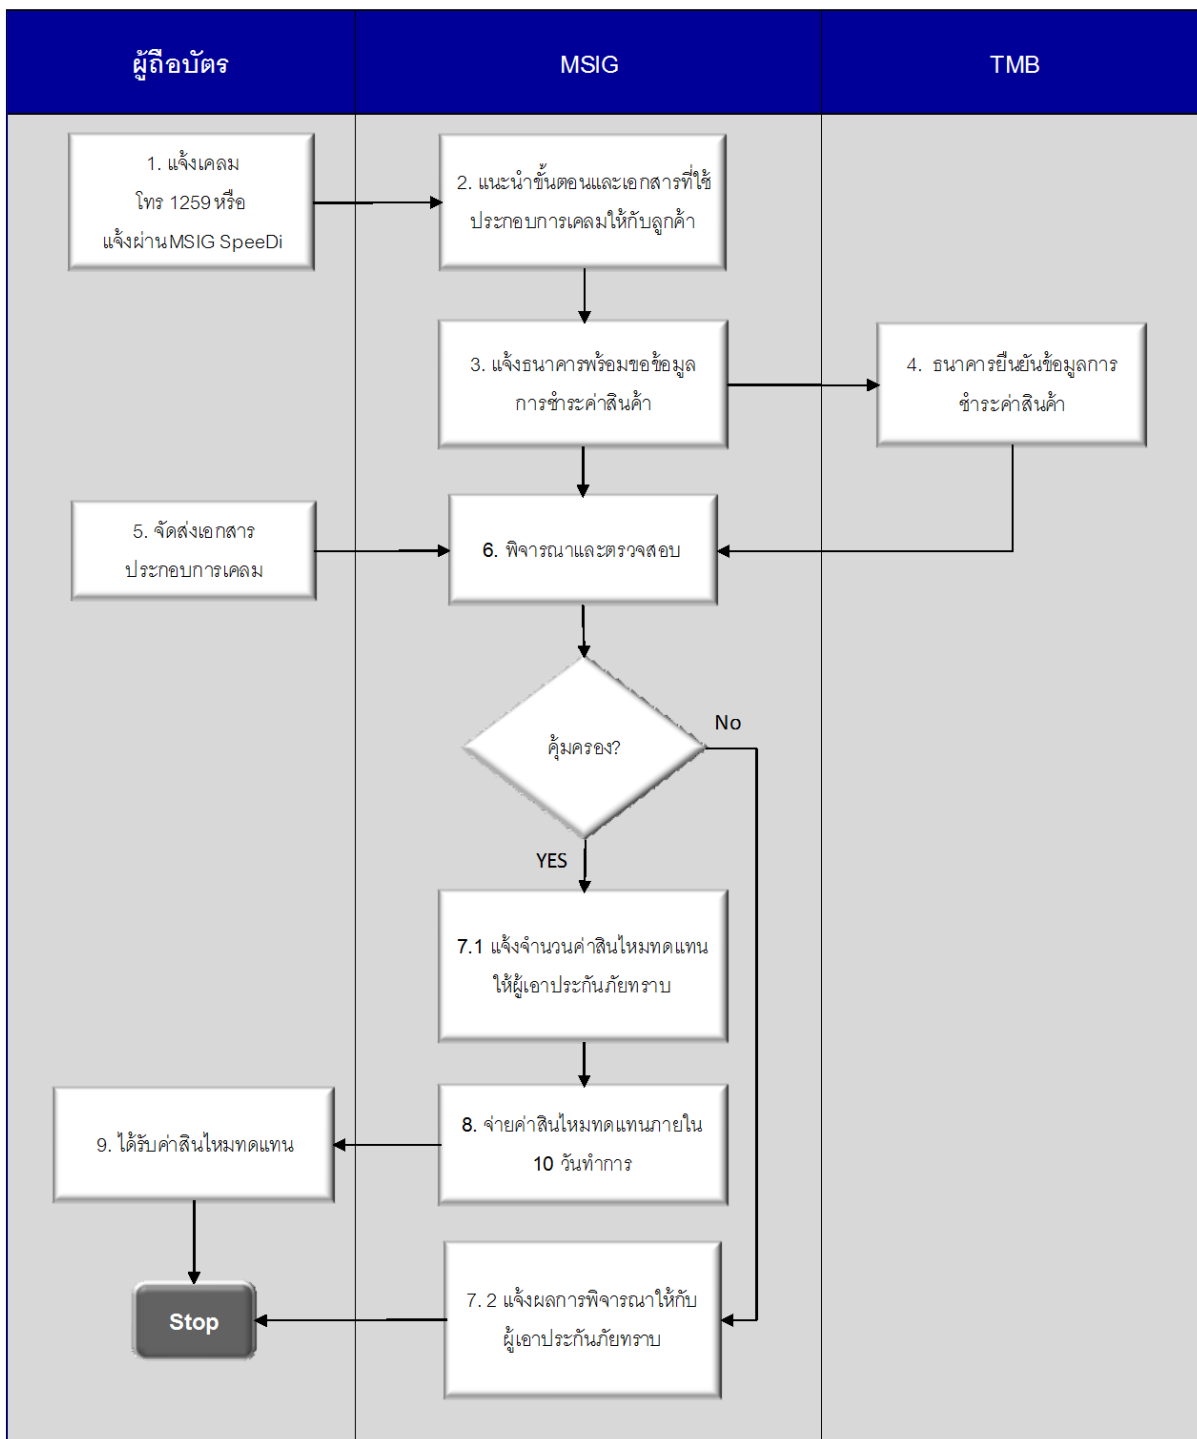 ผู้ถือบัตร
MSIG
TMB
1. แจ้งเคลม
โทร 1259 หรือ
แจ้งผ่าน MSIG SpeeDi
2. แนะนำขั้นตอนและเอกสารที่ใช้
ประกอบการเคลมให้กับลูกค้า
3. แจ้งธนาคารพร้อมขอข้อมูล
การชำระค่าสินค้า
4. ธนาคารยืนยันข้อมูลการ
ชำระค่าสินค้า
5. จัดส่งเอกสาร
ประกอบการเคลม
6. พิจารณาและตรวจสอบ
คุ้มครอง?
No
YES
7.1 แจ้งจำนวนค่าสินไหมทดแทน
ให้ผู้เอาประกันภัยทราบ
8. จ่ายค่าสินไหมทดแทนภายใน
10 วันทำการ
9. ได้รับค่าสินไหมทดแทน
7. 2 แจ้งผลการพิจารณาให้กับ
ผู้เอาประกันภัยทราบ
Stop